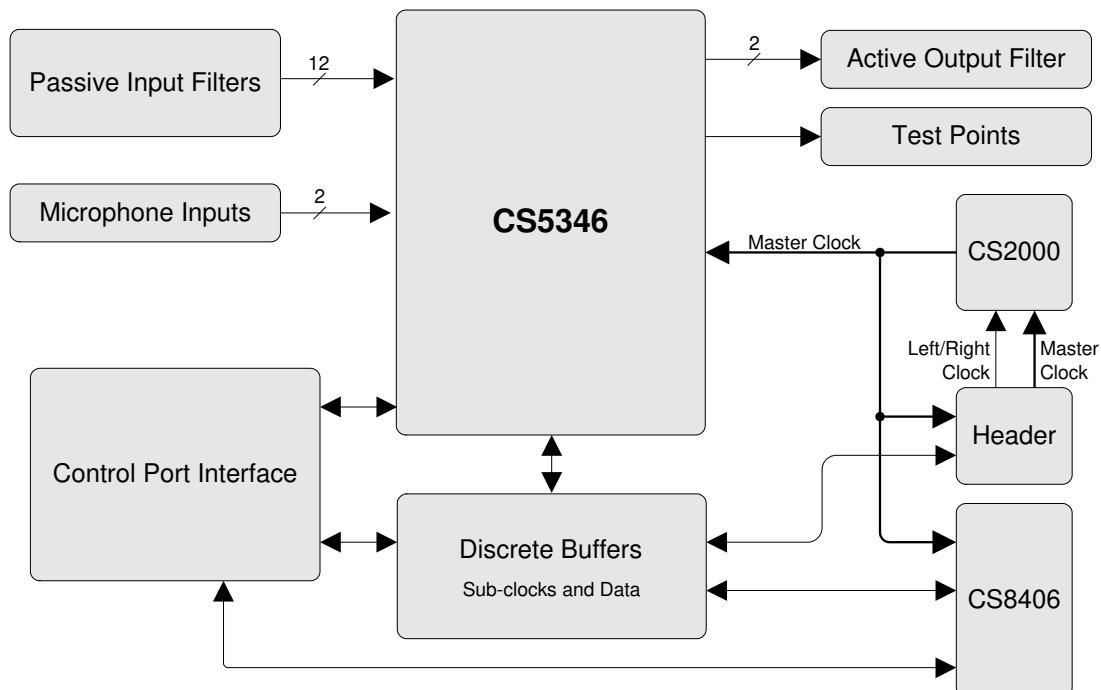 12
2
Passive Input Filters
Active Output Filter
Test Points
2
Microphone Inputs
CS5346
Master Clock
CS2000
Left/Right
Clock
Master
Clock
Header
Control Port Interface
Discrete Buffers
Sub-clocks and Data
CS8406